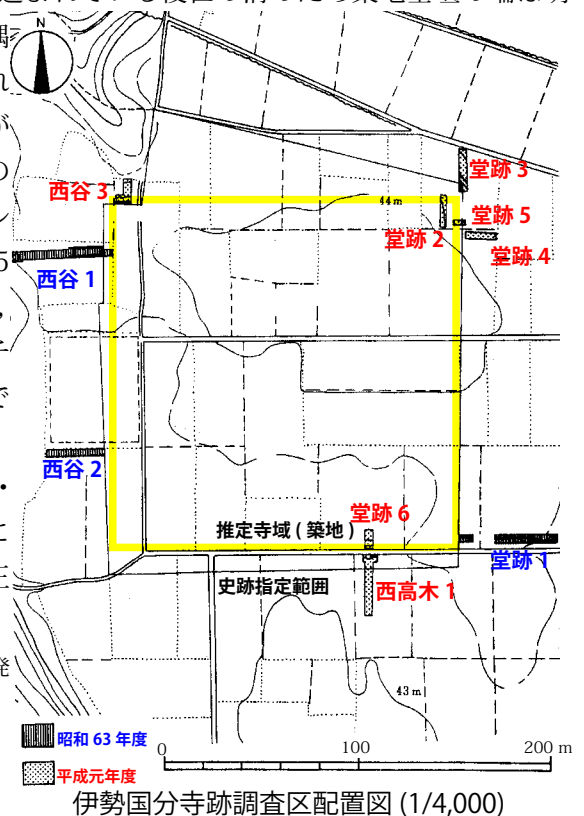 N
西谷 3
44 m
堂跡 3
堂跡 5
堂跡 2
堂跡 4
西谷 1
西谷 2
堂跡 6
推定寺域 ( 築地 )
堂跡 1
史跡指定範囲
西高木 1
43 m
昭和 63 年度
平成元年度
0 100 200 m
伊勢国分寺跡調査区配置図 (1/4,000)